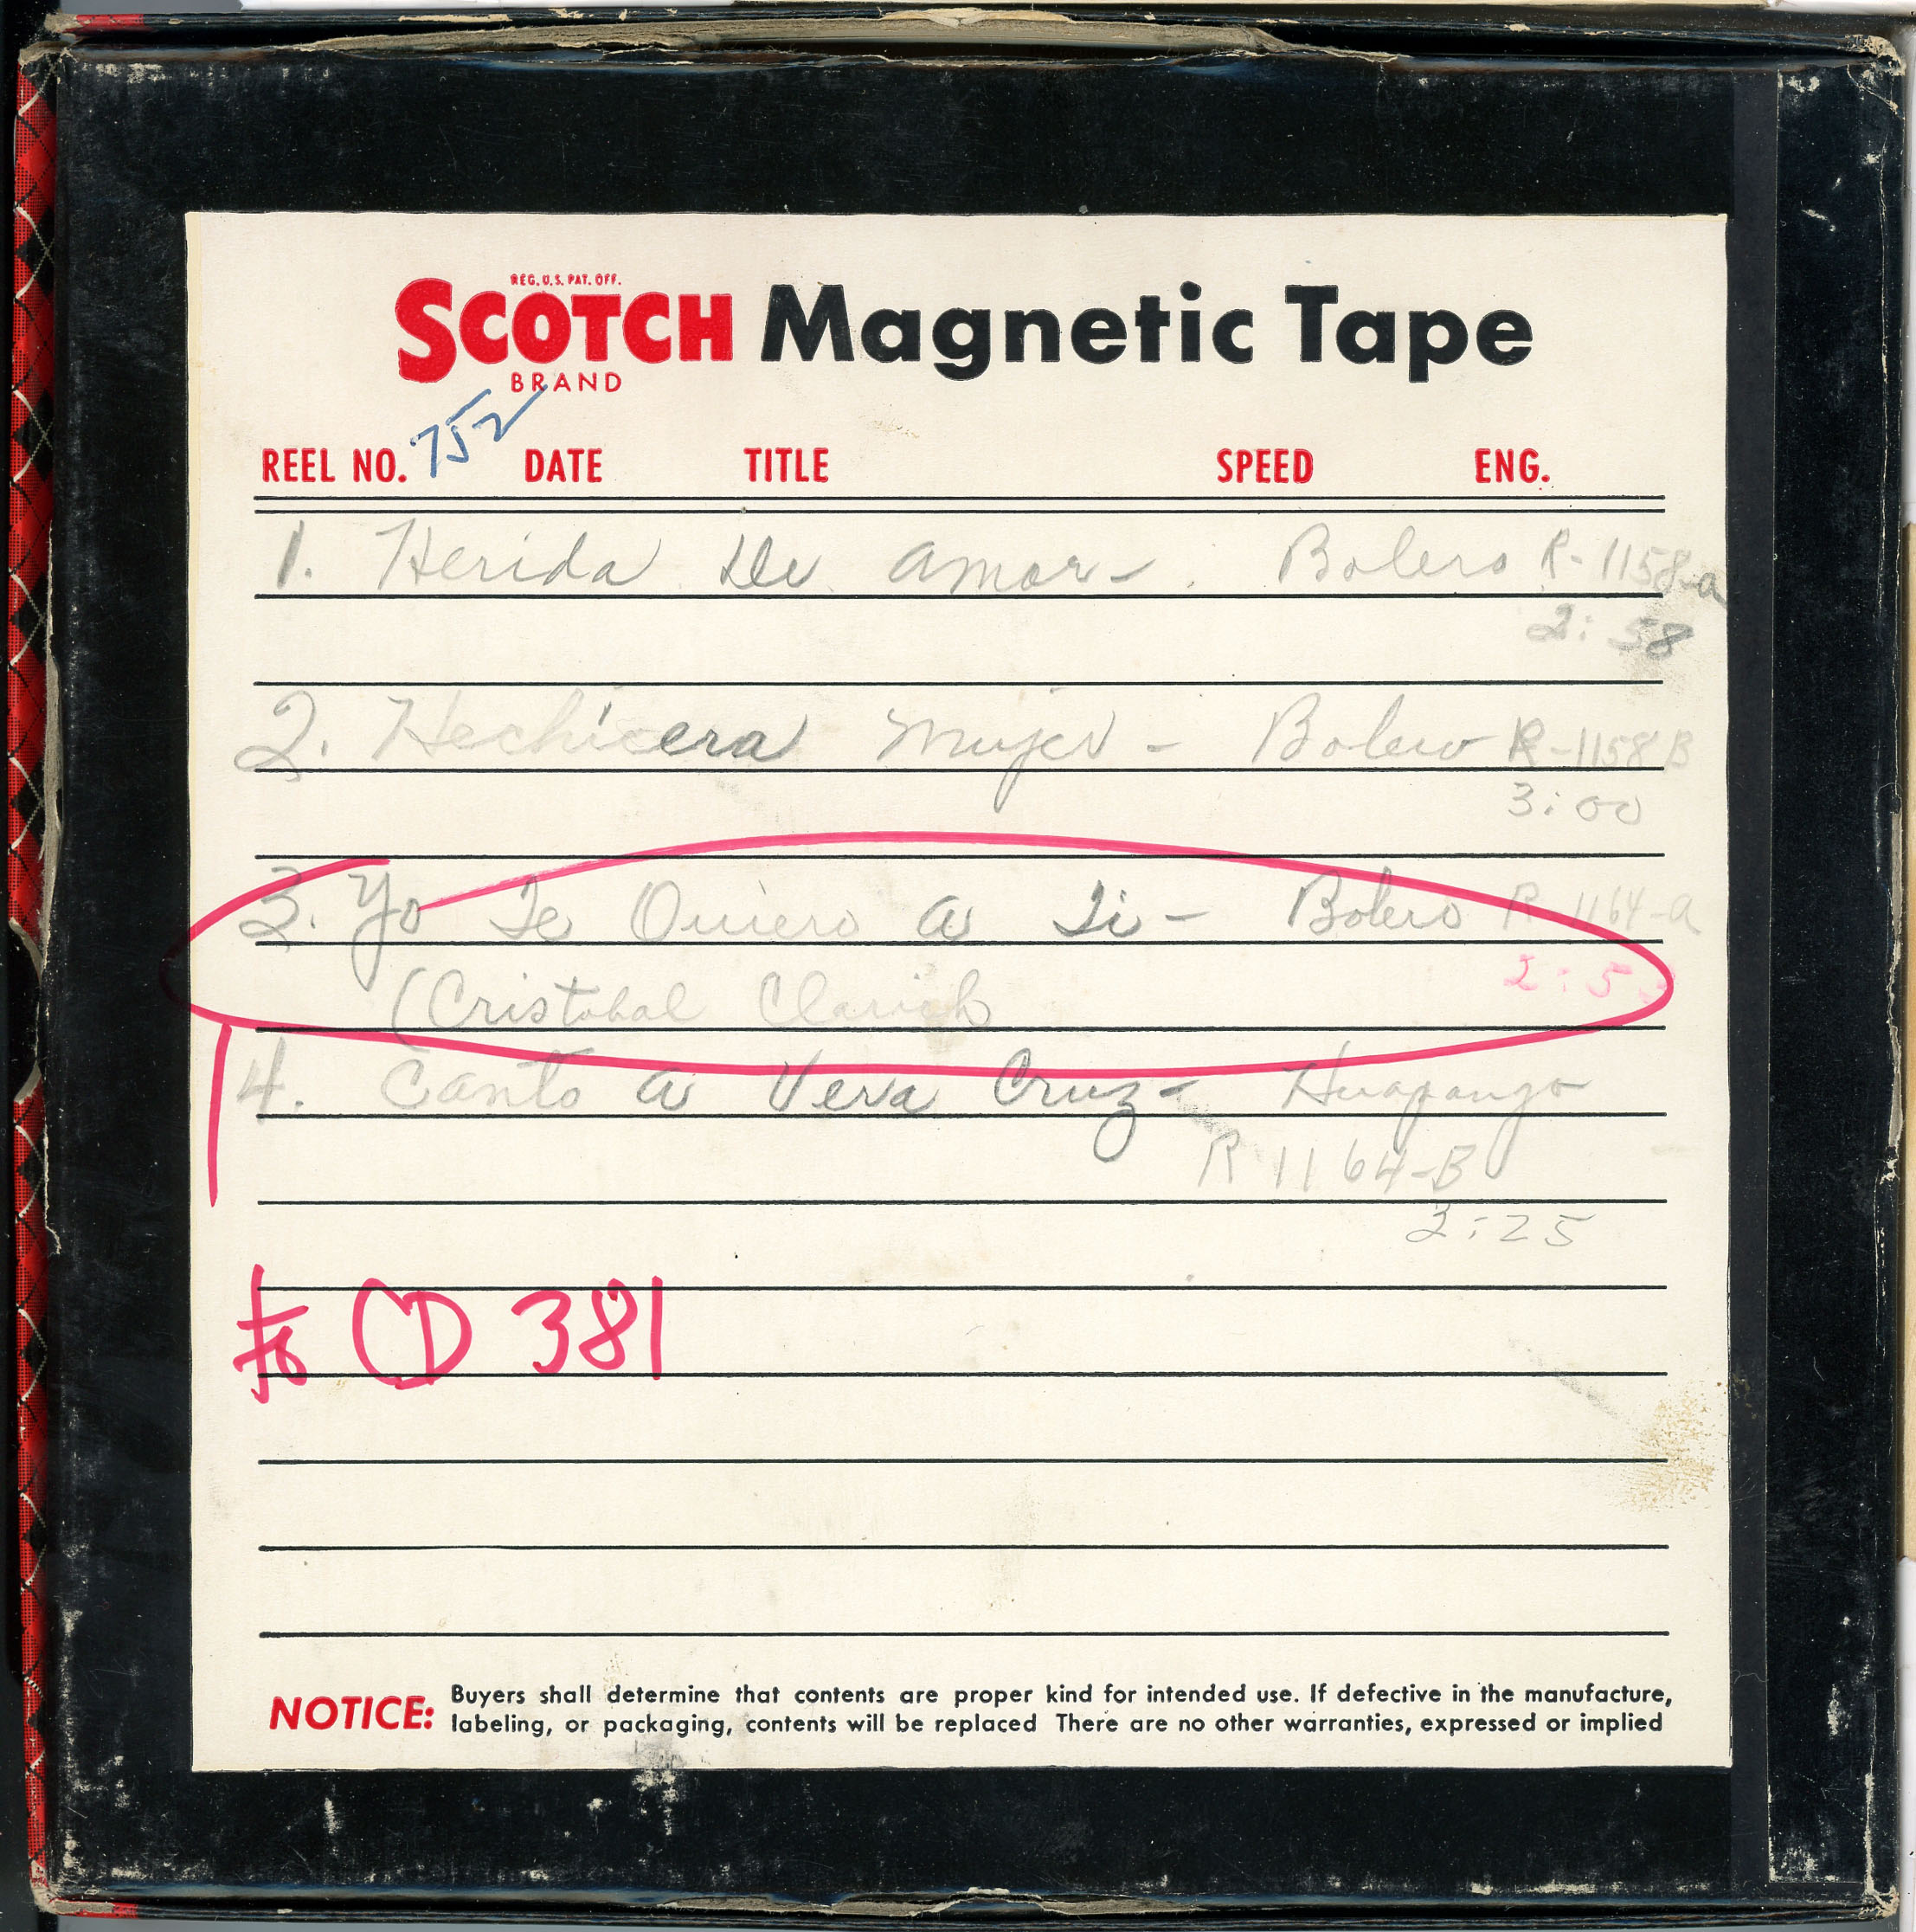 REG. U.S. PAT. OFF.
SCOTCH Magnetic Tape
BRAND
REEL NO. 752 DATE TITLE SPEED ENG.
1. Herida De Amor - Bolero R-1158-a
2:58
2. Hechicera Mujer - Bolero R-1158 B
3:00
3. Yo Te Quiero a Ti - Bolero R 1164-a
(Cristobal 2:5
4. Canto a Vera Cruz - Huapango
R 1164-B
2:25
CD 381
NOTICE: Buyers shall determine that contents are proper kind for intended use. If defective in the manufacture,
labeling, or packaging, contents will be replaced There are no other warranties, expressed or implied